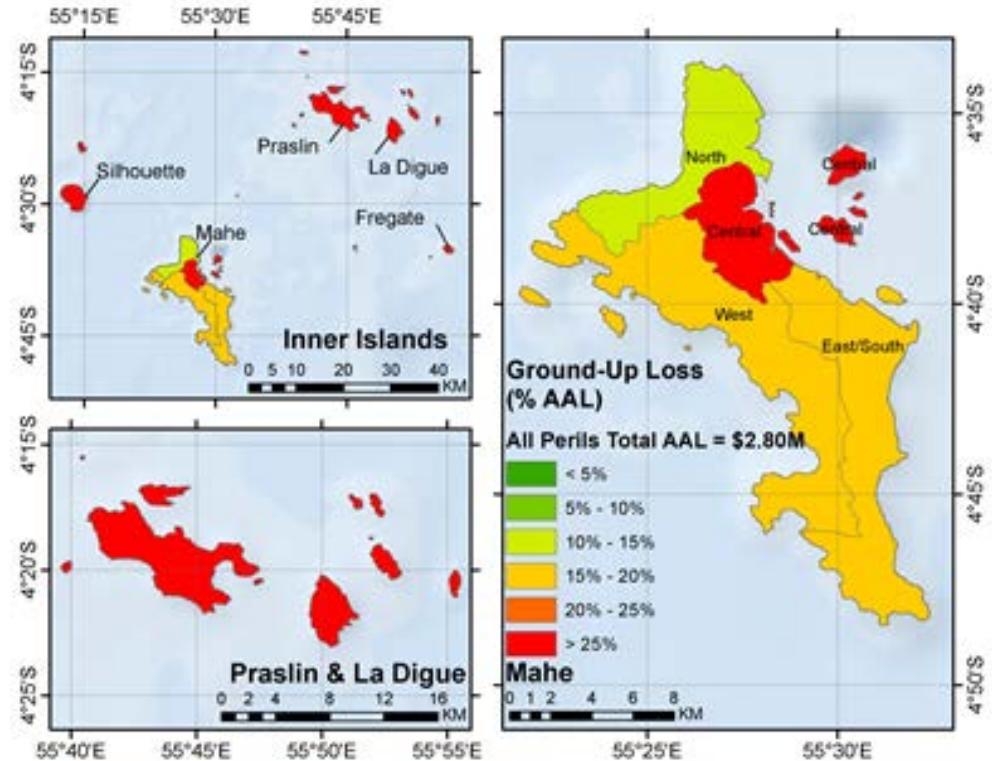 55°15'E 55°30'E 55°45'E
4°15'S
4°30'S
4°45'S
Praslin
La Digue
Silhouette
Fregate
Mahe
Inner Islands
0 5 10 20 30 40
KM
4°15'S
4°20'S
4°25'S
Praslin & La Digue
0 2 4 8 12 16
KM
55°40'E 55°45'E 55°50'E 55°55'E
North
Central
Central
Central
West
East/South
4°35'S
4°40'S
4°45'S
4°50'S
Ground-Up Loss
(% AAL)
All Perils Total AAL = $2.80M
< 5%
5% - 10%
10% - 15%
15% - 20%
20% - 25%
> 25%
Mahe
0 1 2 4 6 8
KM
55°25'E 55°30'E